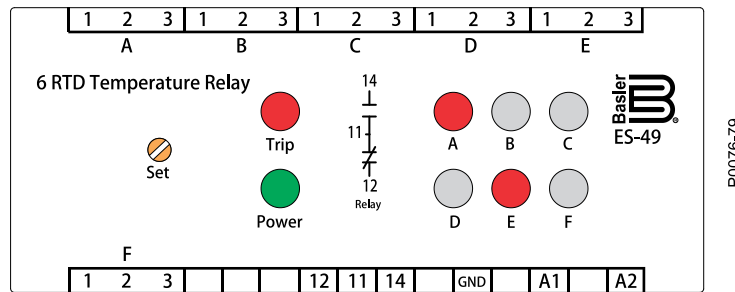 1 2 3 1 2 3 1 2 3 1 2 3 1 2 3
A B C D E
6 RTD Temperature Relay
Set
Trip
Power
14
11
12
Relay
A B C
D E F
Basler
B
ES-49
P0076-79
F
1 2 3 12 11 14 GND A1 A2